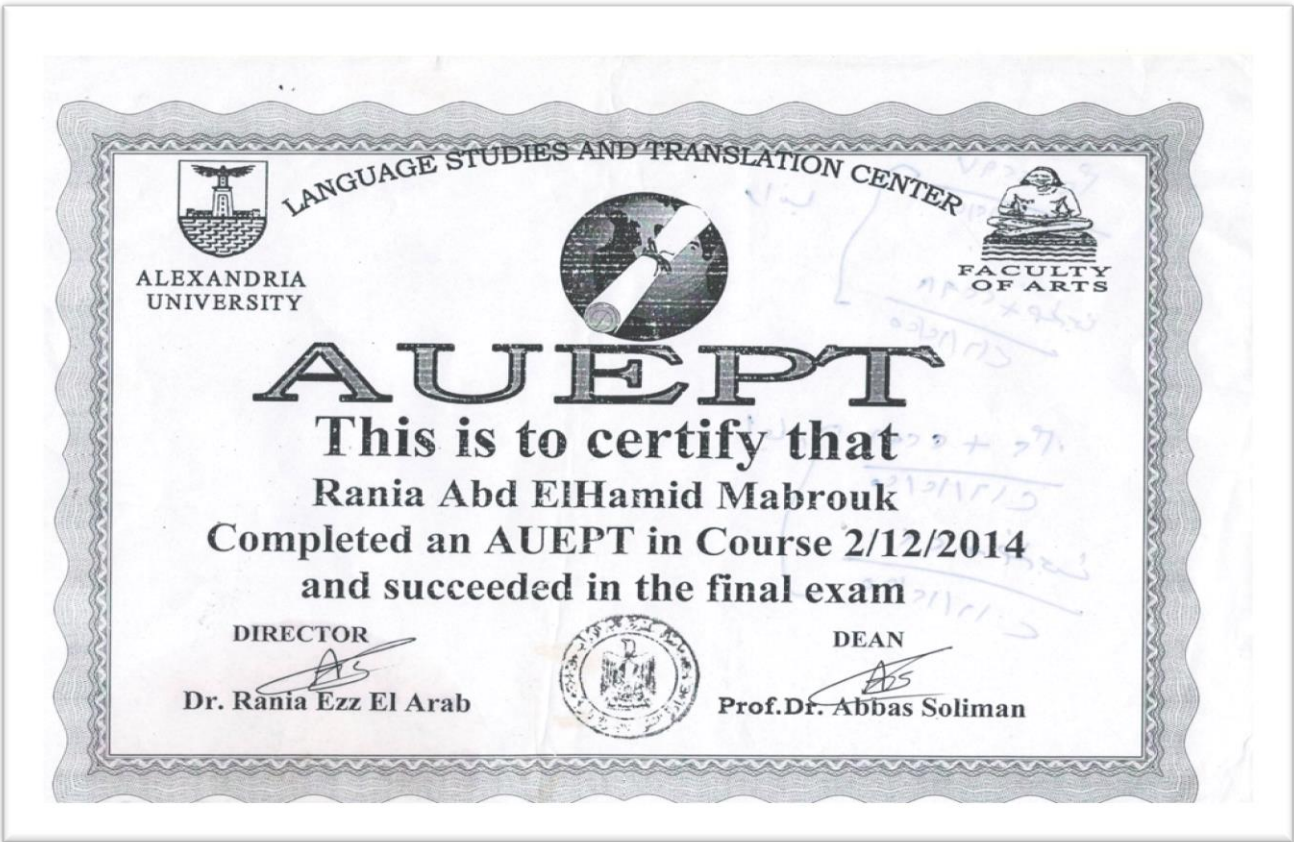 LANGUAGE STUDIES AND TRANSLATION CENTER
ALEXANDRIA
UNIVERSITY
FACULTY
OF ARTS
AUEPT
This is to certify that
Rania Abd ElHamid Mabrouk
Completed an AUEPT in Course 2/12/2014
and succeeded in the final exam
DIRECTOR
Dr. Rania Ezz El Arab
DEAN
Prof.Dr. Abbas Soliman